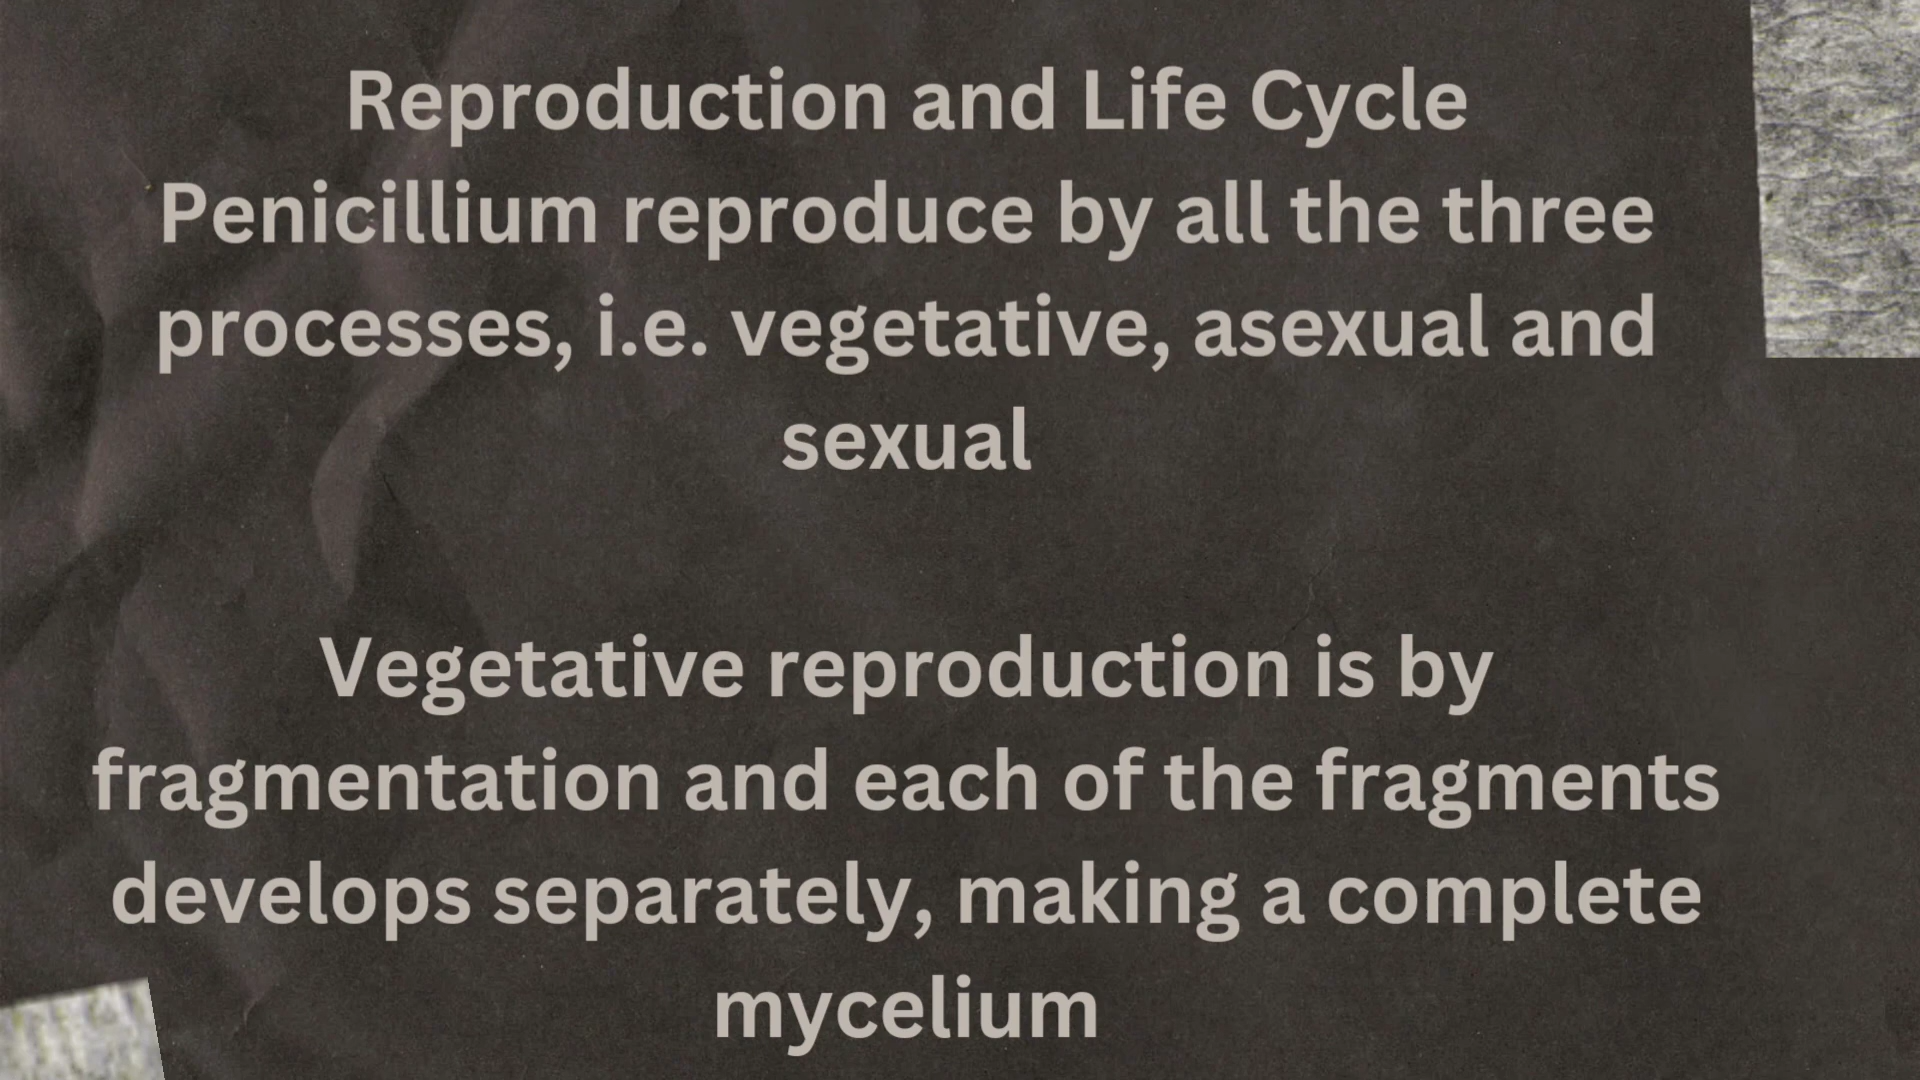 Reproduction and Life Cycle
Penicillium reproduce by all the three
processes, i.e. vegetative, asexual and
sexual
Vegetative reproduction is by
fragmentation and each of the fragments
develops separately, making a complete
mycelium